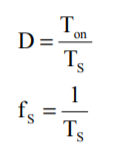 D = T_on / T_S
f_S = 1 / T_S